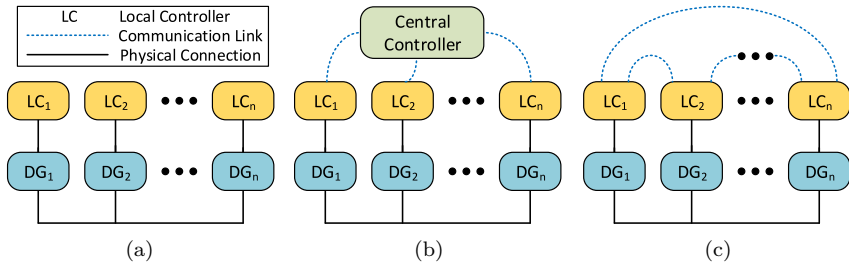 LC Local Controller
Communication Link
Physical Connection
Central
Controller
LC1 LC2 ••• LCn
DG1 DG2 ••• DGn
(a)
LC1 LC2 ••• LCn
DG1 DG2 ••• DGn
(b)
•••
LC1 LC2 ••• LCn
DG1 DG2 ••• DGn
(c)